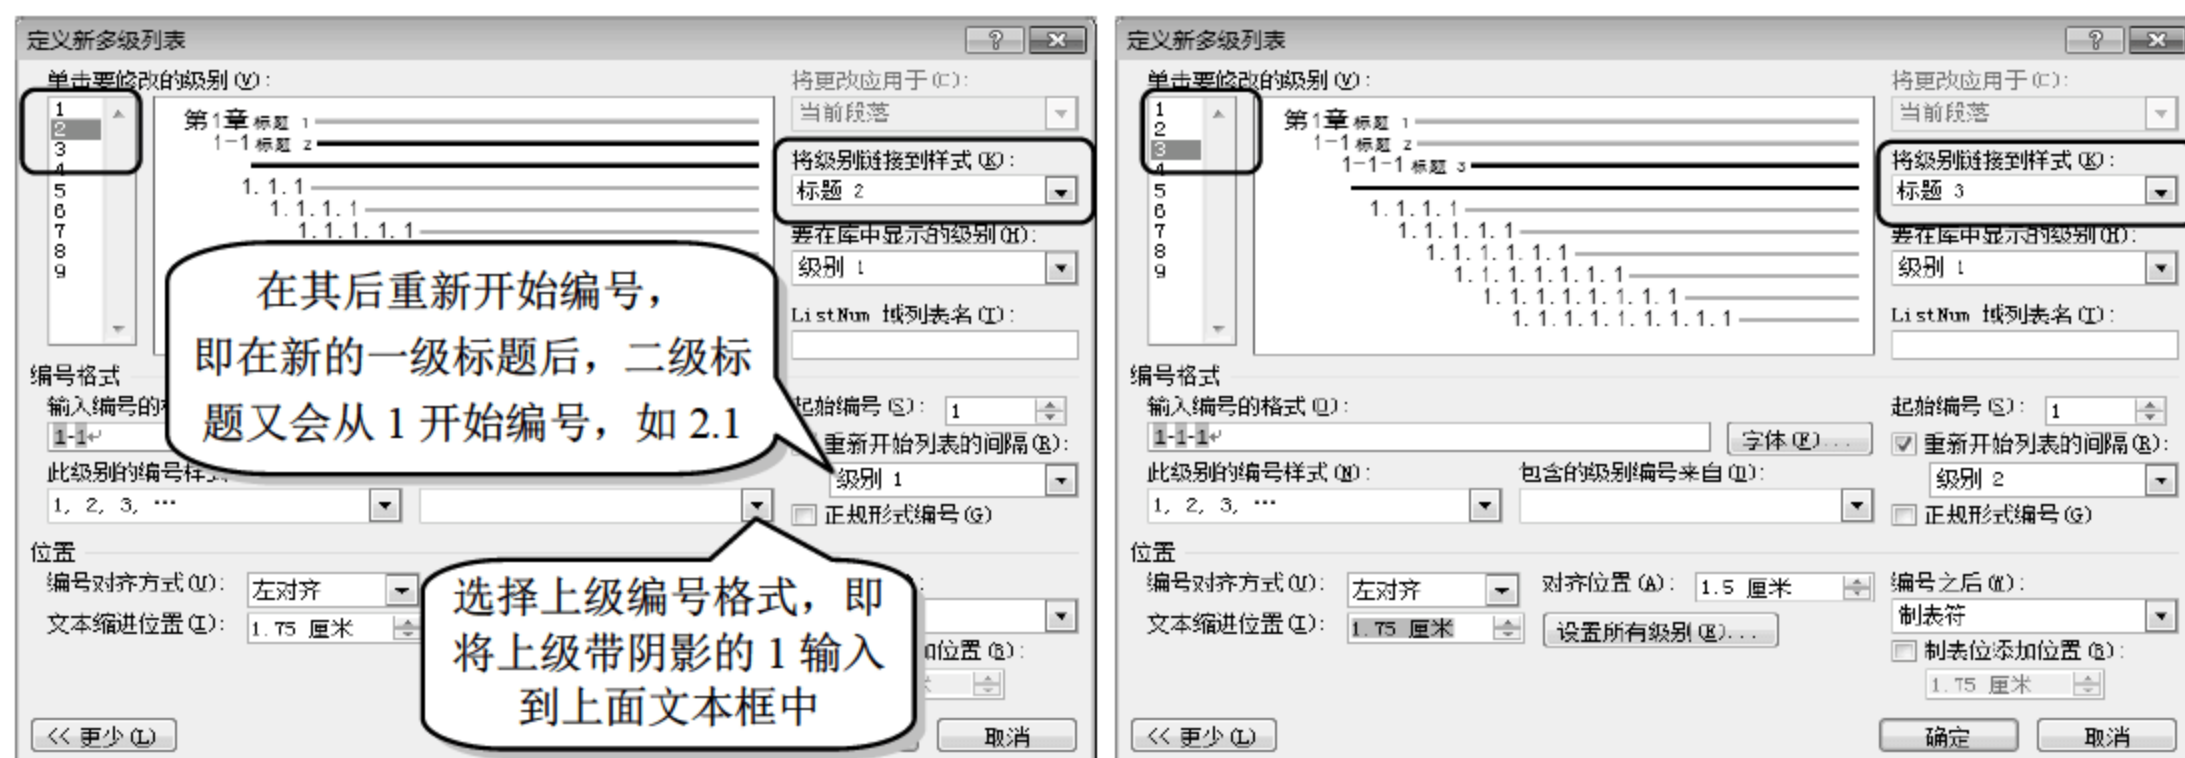 定义新多级列表
单击要修改的级别(V):
1
2
3
4
5
6
7
8
9
第1章标题 1
1-1标题 2
1.1.1
1.1.1.1
1.1.1.1.1
将更改应用于(C):
当前段落
将级别链接到样式(K):
标题 2
要在库中显示的级别(H):
级别 1
ListNum 域列表名(T):
在其后重新开始编号，
即在新的一级标题后，二级标
题又会从 1 开始编号，如 2.1
编号格式
输入编号的
1-1
起始编号(S): 1
重新开始列表的间隔(R):
级别 1
此级别的编号样
1, 2, 3, …
正规形式编号(G)
位置
编号对齐方式(U): 左对齐
文本缩进位置(I): 1.75 厘米
选择上级编号格式，即
将上级带阴影的 1 输入
到上面文本框中
加位置(B):
<< 更少(L)
取消
定义新多级列表
单击要修改的级别(V):
1
2
3
4
5
6
7
8
9
第1章标题 1
1-1标题 2
1-1-1标题 3
1.1.1.1
1.1.1.1.1
1.1.1.1.1.1
1.1.1.1.1.1.1
1.1.1.1.1.1.1.1
1.1.1.1.1.1.1.1.1
将更改应用于(C):
当前段落
将级别链接到样式(K):
标题 3
要在库中显示的级别(H):
级别 1
ListNum 域列表名(T):
编号格式
输入编号的格式(O):
1-1-1
字体(F)...
起始编号(S): 1
重新开始列表的间隔(R):
级别 2
此级别的编号样式(N):
包含的级别编号来自(D):
1, 2, 3, …
正规形式编号(G)
位置
编号对齐方式(U): 左对齐
对齐位置(A): 1.5 厘米
编号之后(W):
制表符
文本缩进位置(I): 1.75 厘米
设置所有级别(E)...
制表位添加位置(B):
1.75 厘米
<< 更少(L)
确定
取消